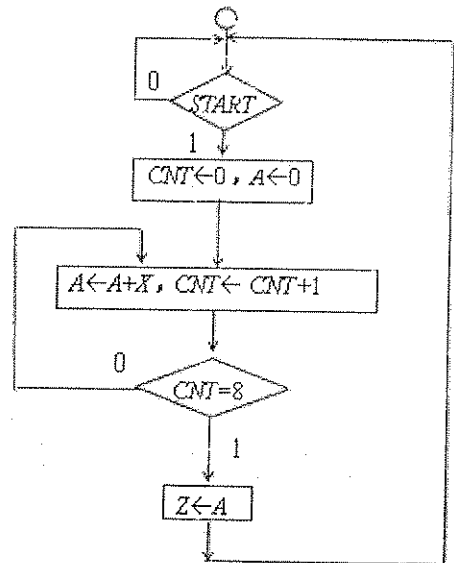 0
START
1
CNT←0，A←0
A←A+X，CNT←CNT+1
0
CNT=8
1
Z←A